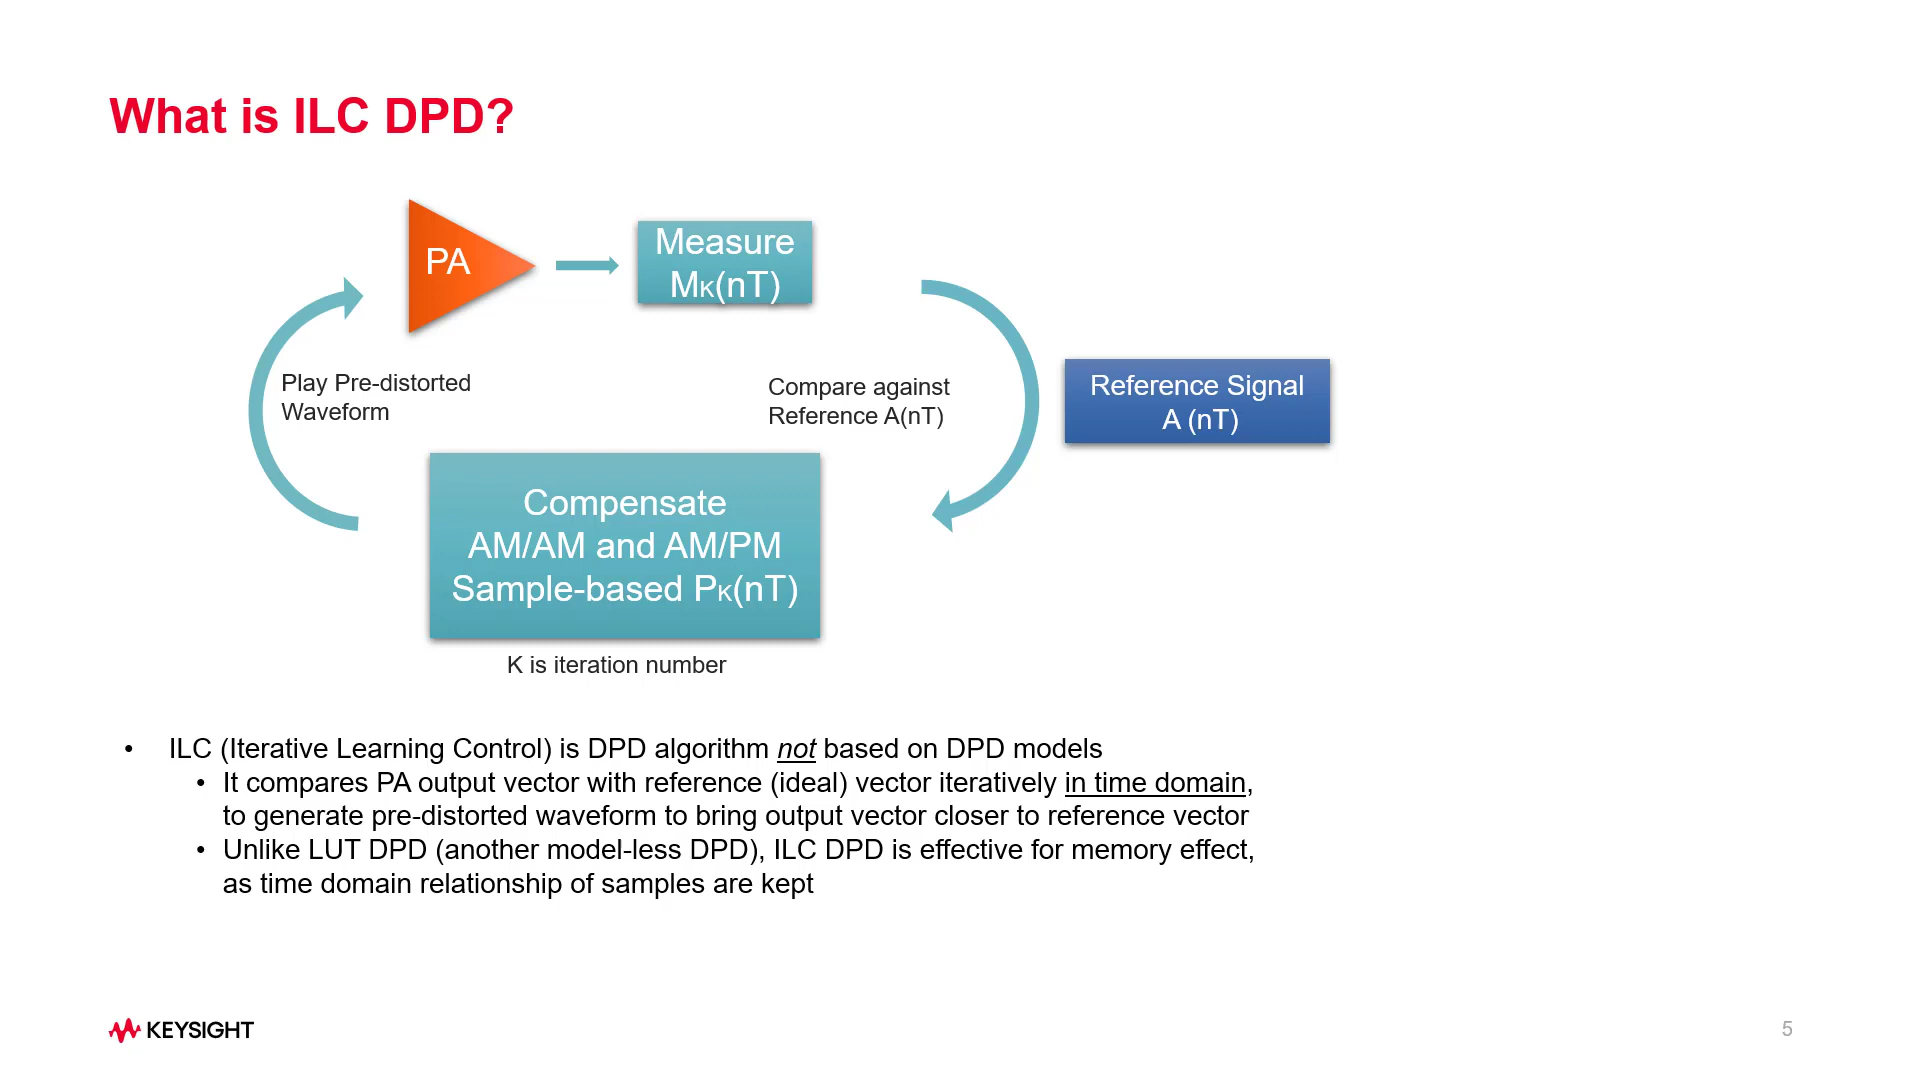 What is ILC DPD?
PA
Measure
MK(nT)
Play Pre-distorted
Waveform
Compare against
Reference A(nT)
Reference Signal
A (nT)
Compensate
AM/AM and AM/PM
Sample-based PK(nT)
K is iteration number
• ILC (Iterative Learning Control) is DPD algorithm not based on DPD models
• It compares PA output vector with reference (ideal) vector iteratively in time domain,
to generate pre-distorted waveform to bring output vector closer to reference vector
• Unlike LUT DPD (another model-less DPD), ILC DPD is effective for memory effect,
as time domain relationship of samples are kept
KEYSIGHT
5